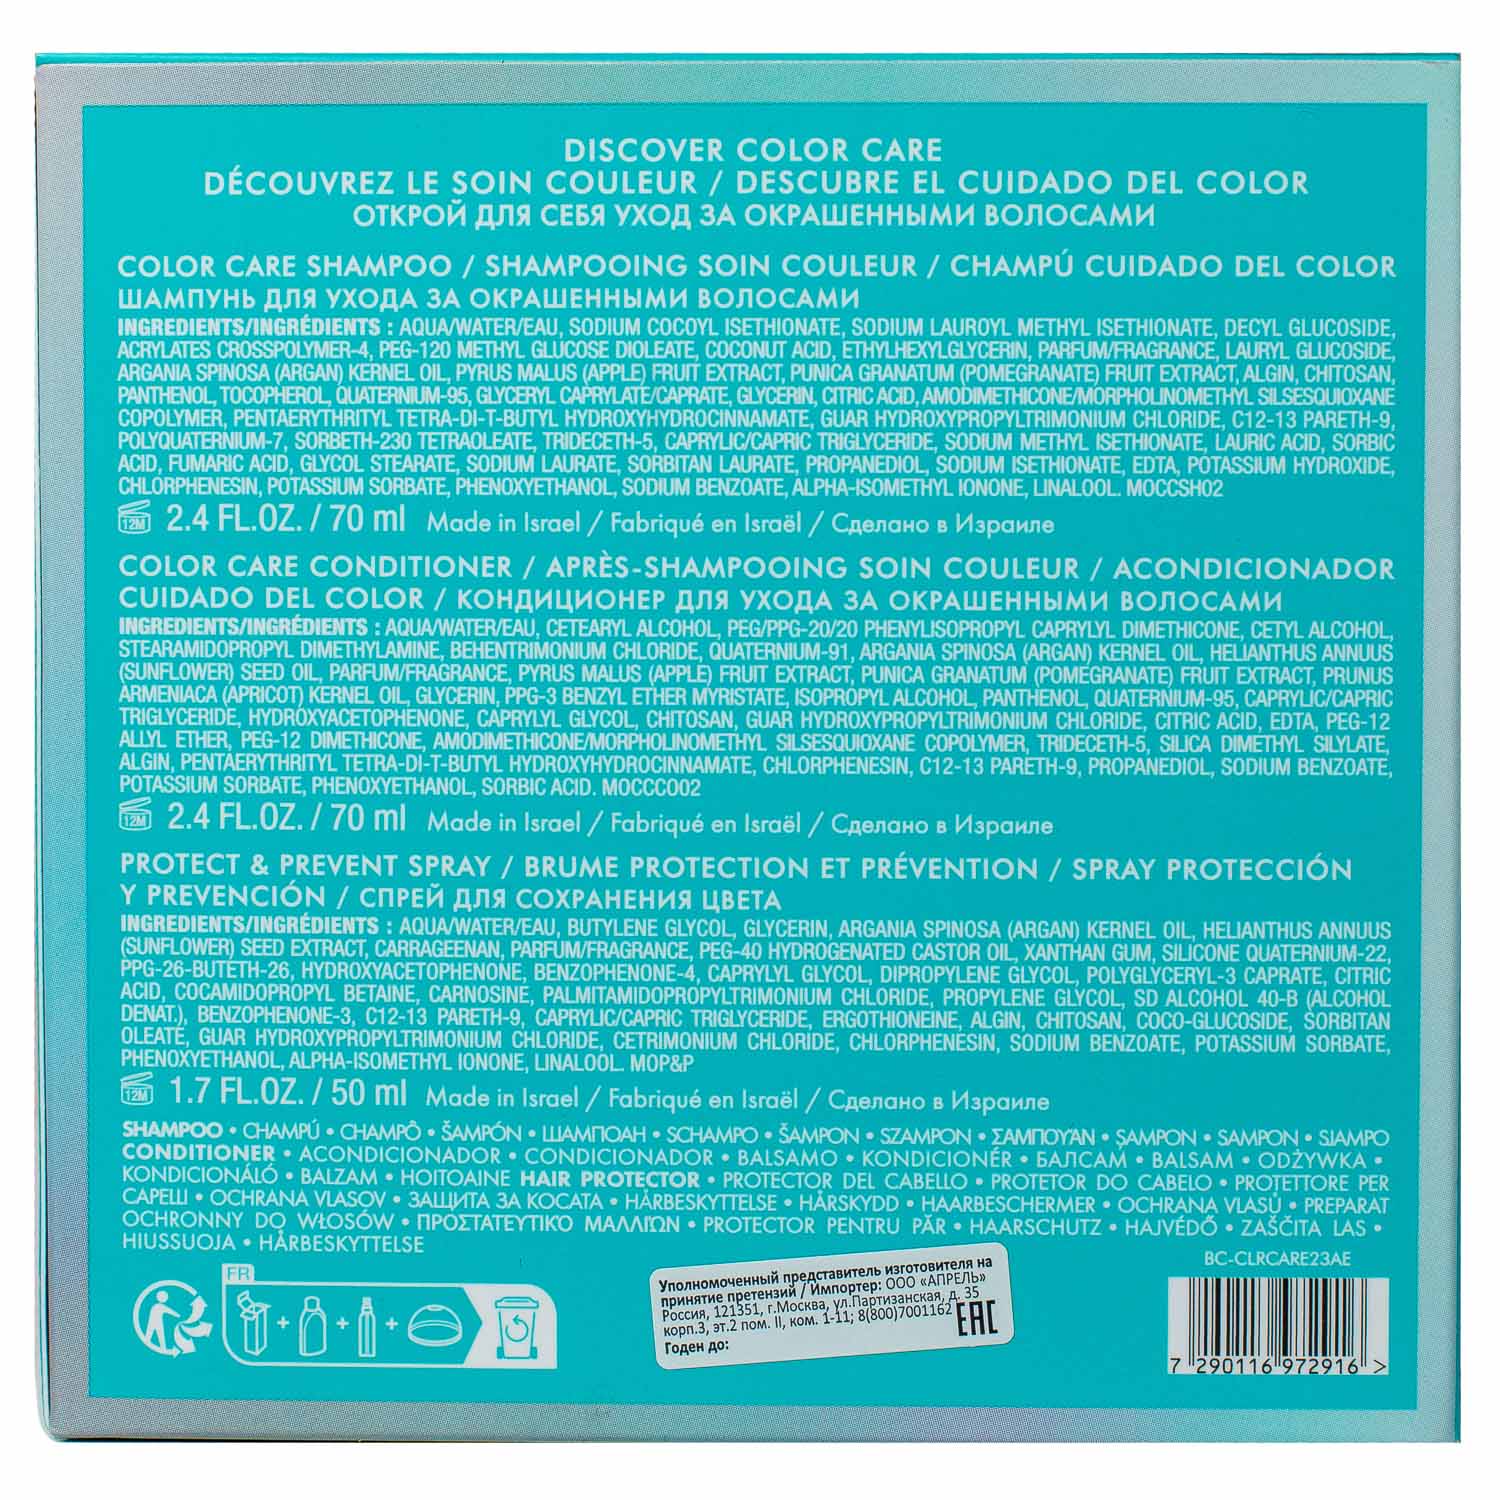 DISCOVER COLOR CARE
DÉCOUVREZ LE SOIN COULEUR / DESCUBRE EL CUIDADO DEL COLOR
ОТКРОЙ ДЛЯ СЕБЯ УХОД ЗА ОКРАШЕННЫМИ ВОЛОСАМИ
COLOR CARE SHAMPOO / SHAMPOOING SOIN COULEUR / CHAMPÚ CUIDADO DEL COLOR
ШАМПУНЬ ДЛЯ УХОДА ЗА ОКРАШЕННЫМИ ВОЛОСАМИ
INGREDIENTS/INGRÉDIENTS : AQUA/WATER/EAU, SODIUM COCOYL ISETHIONATE, SODIUM LAUROYL METHYL ISETHIONATE, DECYL GLUCOSIDE,
ACRYLATES CROSSPOLYMER-4, PEG-120 METHYL GLUCOSE DIOLEATE, COCONUT ACID, ETHYLHEXYLGLYCERIN, PARFUM/FRAGRANCE, LAURYL GLUCOSIDE,
ARGANIA SPINOSA (ARGAN) KERNEL OIL, PYRUS MALUS (APPLE) FRUIT EXTRACT, PUNICA GRANATUM (POMEGRANATE) FRUIT EXTRACT, ALGIN, CHITOSAN,
PANTHENOL, TOCOPHEROL, QUATERNIUM-95, GLYCERYL CAPRYLATE/CAPRATE, GLYCERIN, CITRIC ACID, AMODIMETHICONE/MORPHOLINOMETHYL SILSESQUIOXANE
COPOLYMER, PENTAERYTHRITYL TETRA-DI-T-BUTYL HYDROXYHYDROCINNAMATE, GUAR HYDROXYPROPYLTRIMONIUM CHLORIDE, C12-13 PARETH-9,
POLYQUATERNIUM-7, SORBETH-230 TETRAOLEATE, TRIDECETH-5, CAPRYLIC/CAPRIC TRIGLYCERIDE, SODIUM METHYL ISETHIONATE, LAURIC ACID, SORBIC
ACID, FUMARIC ACID, GLYCOL STEARATE, SODIUM LAURATE, SORBITAN LAURATE, PROPANEDIOL, SODIUM ISETHIONATE, EDTA, POTASSIUM HYDROXIDE,
CHLORPHENESIN, POTASSIUM SORBATE, PHENOXYETHANOL, SODIUM BENZOATE, ALPHA-ISOMETHYL IONONE, LINALOOL. MOCCSH02
12M 2.4 FL.OZ. / 70 ml Made in Israel / Fabriqué en Israël / Сделано в Израиле
COLOR CARE CONDITIONER / APRÈS-SHAMPOOING SOIN COULEUR / ACONDICIONADOR
CUIDADO DEL COLOR / КОНДИЦИОНЕР ДЛЯ УХОДА ЗА ОКРАШЕННЫМИ ВОЛОСАМИ
INGREDIENTS/INGRÉDIENTS : AQUA/WATER/EAU, CETEARYL ALCOHOL, PEG/PPG-20/20 PHENYLISOPROPYL CAPRYLYL DIMETHICONE, CETYL ALCOHOL,
STEARAMIDOPROPYL DIMETHYLAMINE, BEHENTRIMONIUM CHLORIDE, QUATERNIUM-91, ARGANIA SPINOSA (ARGAN) KERNEL OIL, HELIANTHUS ANNUUS
(SUNFLOWER) SEED OIL, PARFUM/FRAGRANCE, PYRUS MALUS (APPLE) FRUIT EXTRACT, PUNICA GRANATUM (POMEGRANATE) FRUIT EXTRACT, PRUNUS
ARMENIACA (APRICOT) KERNEL OIL, GLYCERIN, PPG-3 BENZYL ETHER MYRISTATE, ISOPROPYL ALCOHOL, PANTHENOL, QUATERNIUM-95, CAPRYLIC/CAPRIC
TRIGLYCERIDE, HYDROXYACETOPHENONE, CAPRYLYL GLYCOL, CHITOSAN, GUAR HYDROXYPROPYLTRIMONIUM CHLORIDE, CITRIC ACID, EDTA, PEG-12
ALLYL ETHER, PEG-12 DIMETHICONE, AMODIMETHICONE/MORPHOLINOMETHYL SILSESQUIOXANE COPOLYMER, TRIDECETH-5, SILICA DIMETHYL SILYLATE,
ALGIN, PENTAERYTHRITYL TETRA-DI-T-BUTYL HYDROXYHYDROCINNAMATE, CHLORPHENESIN, C12-13 PARETH-9, PROPANEDIOL, SODIUM BENZOATE,
POTASSIUM SORBATE, PHENOXYETHANOL, SORBIC ACID. MOCCCO02
12M 2.4 FL.OZ. / 70 ml Made in Israel / Fabriqué en Israël / Сделано в Израиле
PROTECT & PREVENT SPRAY / BRUME PROTECTION ET PRÉVENTION / SPRAY PROTECCIÓN
Y PREVENCIÓN / СПРЕЙ ДЛЯ СОХРАНЕНИЯ ЦВЕТА
INGREDIENTS/INGRÉDIENTS : AQUA/WATER/EAU, BUTYLENE GLYCOL, GLYCERIN, ARGANIA SPINOSA (ARGAN) KERNEL OIL, HELIANTHUS ANNUUS
(SUNFLOWER) SEED EXTRACT, CARRAGEENAN, PARFUM/FRAGRANCE, PEG-40 HYDROGENATED CASTOR OIL, XANTHAN GUM, SILICONE QUATERNIUM-22,
PPG-26-BUTETH-26, HYDROXYACETOPHENONE, BENZOPHENONE-4, CAPRYLYL GLYCOL, DIPROPYLENE GLYCOL, POLYGLYCERYL-3 CAPRATE, CITRIC
ACID, COCAMIDOPROPYL BETAINE, CARNOSINE, PALMITAMIDOPROPYLTRIMONIUM CHLORIDE, PROPYLENE GLYCOL, SD ALCOHOL 40-B (ALCOHOL
DENAT.), BENZOPHENONE-3, C12-13 PARETH-9, CAPRYLIC/CAPRIC TRIGLYCERIDE, ERGOTHIONEINE, ALGIN, CHITOSAN, COCO-GLUCOSIDE, SORBITAN
OLEATE, GUAR HYDROXYPROPYLTRIMONIUM CHLORIDE, CETRIMONIUM CHLORIDE, CHLORPHENESIN, SODIUM BENZOATE, POTASSIUM SORBATE,
PHENOXYETHANOL, ALPHA-ISOMETHYL IONONE, LINALOOL. MOP&P
12M 1.7 FL.OZ. / 50 ml Made in Israel / Fabriqué en Israël / Сделано в Израиле
SHAMPOO • CHAMPÚ • CHAMPÔ • ŠAMPÓN • ШАМПОАН • SCHAMPO • ŠAMPON • SZAMPON • ΣΑΜΠΟΥΆΝ • ŞAMPON • SAMPON • SJAMPO
CONDITIONER • ACONDICIONADOR • CONDICIONADOR • BALSAMO • KONDICIONÉR • БАЛСАМ • BALSAM • ODŻYWKA •
KONDICIONÁLÓ • BALZAM • HOITOAINE HAIR PROTECTOR • PROTECTOR DEL CABELLO • PROTETOR DO CABELO • PROTETTORE PER
CAPELLI • OCHRANA VLASOV • ЗАЩИТА ЗА КОСАТА • HÅRBESKYTTELSE • HÅRSKYDD • HAARBESCHERMER • OCHRANA VLASŮ • PREPARAT
OCHRONNY DO WŁOSÓW • ΠΡΟΣΤΑΤΕΥΤΙΚΌ ΜΑΛΛΙΏΝ • PROTECTOR PENTRU PĂR • HAARSCHUTZ • HAJVÉDŐ • ZAŠČITA LAS •
HIUSSUOJA • HÅRBESKYTTELSE
BC-CLRCARE23AE
FR
Уполномоченный представитель изготовителя на
принятие претензий / Импортер: ООО «АПРЕЛЬ»
Россия, 121351, г.Москва, ул.Партизанская, д. 35
корп.3, эт.2 пом. II, ком. 1-11; 8(800)7001162
Годен до:
EAC
7 290116 972916 >